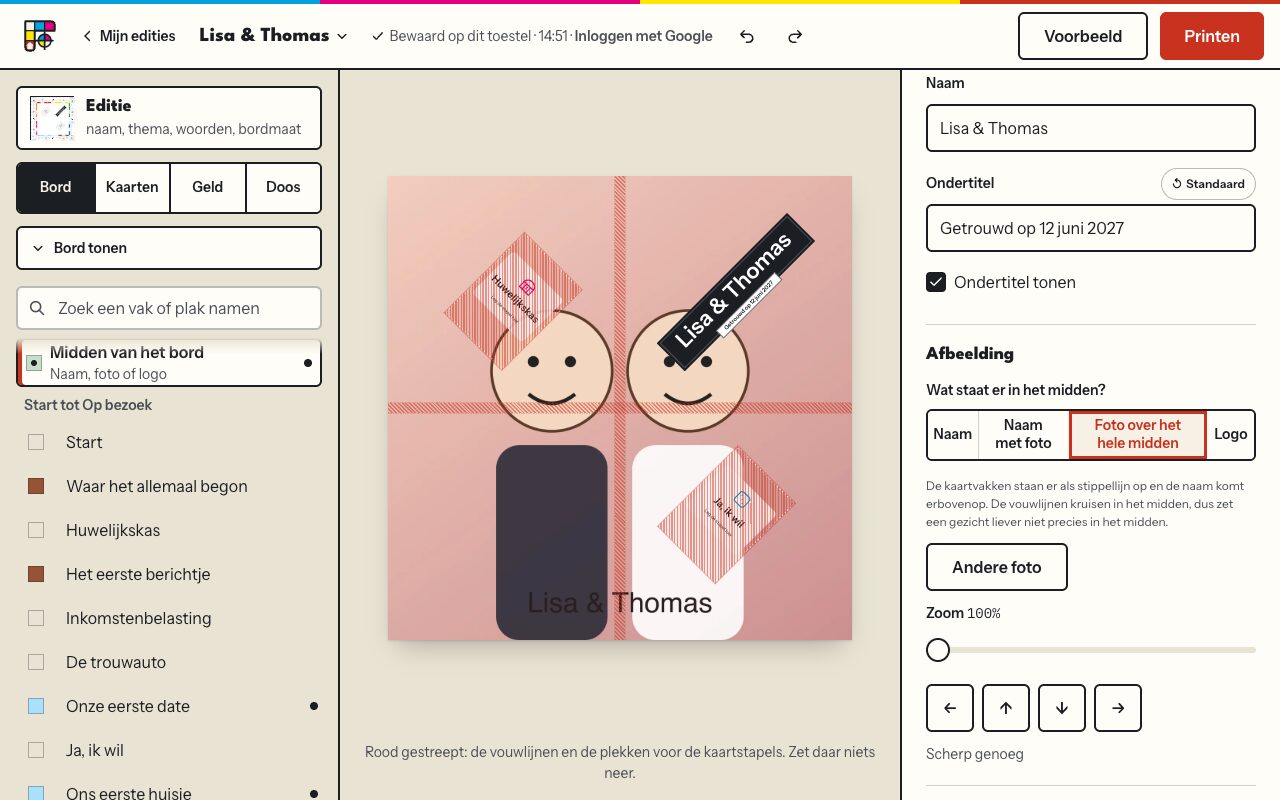 Mijn edities
Lisa & Thomas
Bewaard op dit toestel · 14:51 · Inloggen met Google
Voorbeeld
Printen
Editie
naam, thema, woorden, bordmaat
Bord
Kaarten
Geld
Doos
Bord tonen
Zoek een vak of plak namen
Midden van het bord
Naam, foto of logo
Start tot Op bezoek
Start
Waar het allemaal begon
Huwelijkskas
Het eerste berichtje
Inkomstenbelasting
De trouwauto
Onze eerste date
Ja, ik wil
Ons eerste huisje
Huwelijkskas
Lisa & Thomas
Getrouwd op 12 juni 2027
Ja, ik wil
Lisa & Thomas
Rood gestreept: de vouwlijnen en de plekken voor de kaartstapels. Zet daar niets
neer.
Naam
Lisa & Thomas
Ondertitel
Standaard
Getrouwd op 12 juni 2027
Ondertitel tonen
Afbeelding
Wat staat er in het midden?
Naam
Naam
met foto
Foto over het
hele midden
Logo
De kaartvakken staan er als stippellijn op en de naam komt
erbovenop. De vouwlijnen kruisen in het midden, dus zet
een gezicht liever niet precies in het midden.
Andere foto
Zoom 100%
Scherp genoeg